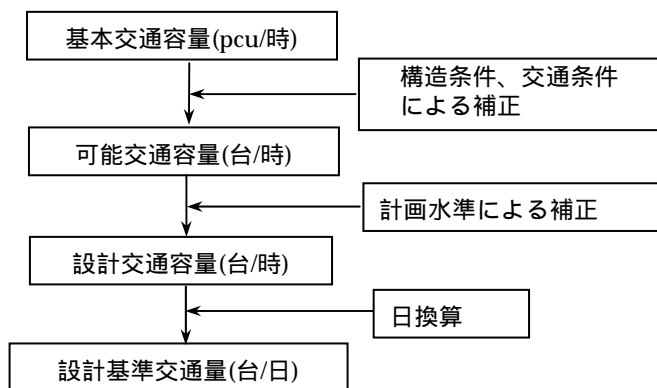 基本交通容量(pcu/時)
構造条件、交通条件
による補正
可能交通容量(台/時)
計画水準による補正
設計交通容量(台/時)
日換算
設計基準交通量(台/日)